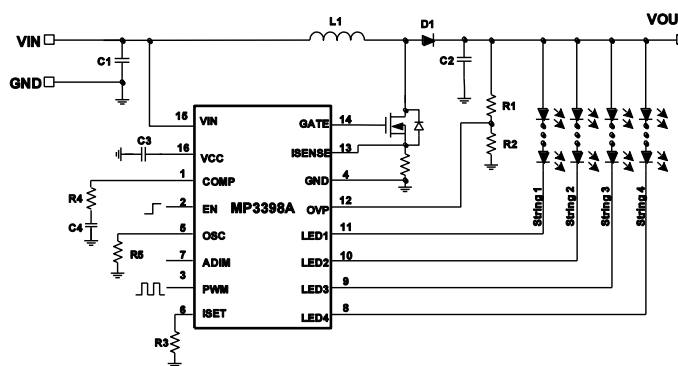 L1
D1
VOU
VIN
C1
C2
GND
R1
15
VIN
GATE
14
C3
R2
16
VCC
ISENSE
13
1
COMP
GND
4
R4
2
EN
MP3398A
OVP
12
C4
5
OSC
LED1
11
R5
7
ADIM
LED2
10
3
PWM
LED3
9
6
ISET
LED4
8
R3
String 1
String 2
String 3
String 4